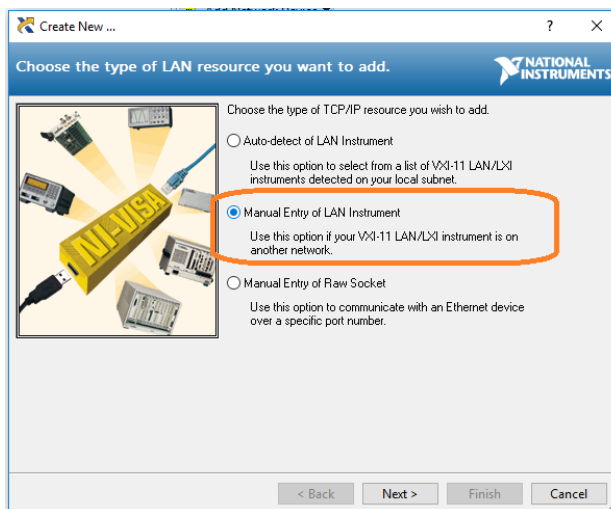 Create New ...
? ×
Choose the type of LAN resource you want to add.
NATIONAL
INSTRUMENTS
Choose the type of TCP/IP resource you wish to add.
Auto-detect of LAN Instrument
Use this option to select from a list of VXI-11 LAN/LXI
instruments detected on your local subnet.
Manual Entry of LAN Instrument
Use this option if your VXI-11 LAN/LXI instrument is on
another network.
Manual Entry of Raw Socket
Use this option to communicate with an Ethernet device
over a specific port number.
NI-VISA
< Back Next > Finish Cancel